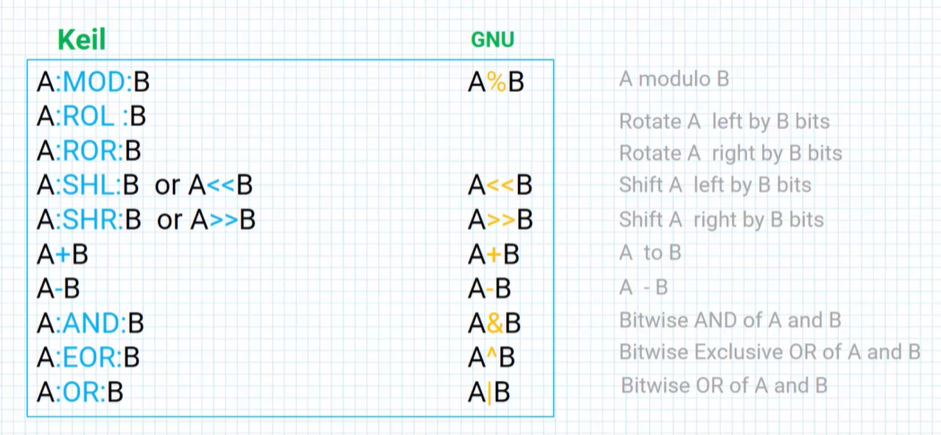 Keil GNU
A:MOD:B A%B A modulo B
A:ROL :B Rotate A left by B bits
A:ROR:B Rotate A right by B bits
A:SHL:B or A<<B A<<B Shift A left by B bits
A:SHR:B or A>>B A>>B Shift A right by B bits
A+B A+B A to B
A-B A-B A - B
A:AND:B A&B Bitwise AND of A and B
A:EOR:B A^B Bitwise Exclusive OR of A and B
A:OR:B A|B Bitwise OR of A and B